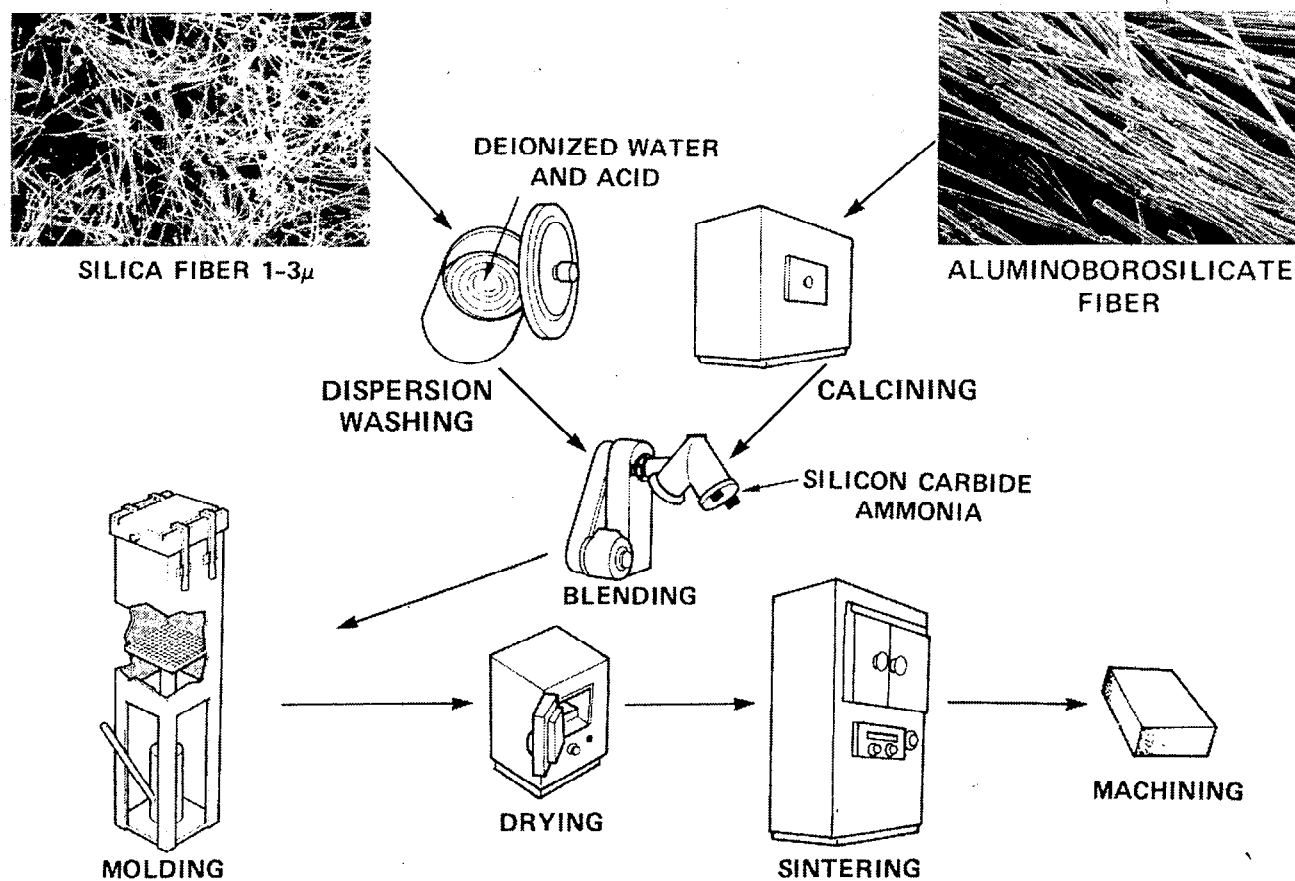 DEIONIZED WATER
AND ACID
SILICA FIBER 1-3μ
ALUMINOBOROSILICATE
FIBER
DISPERSION
WASHING
CALCINING
SILICON CARBIDE
AMMONIA
BLENDING
DRYING
MACHINING
MOLDING
SINTERING